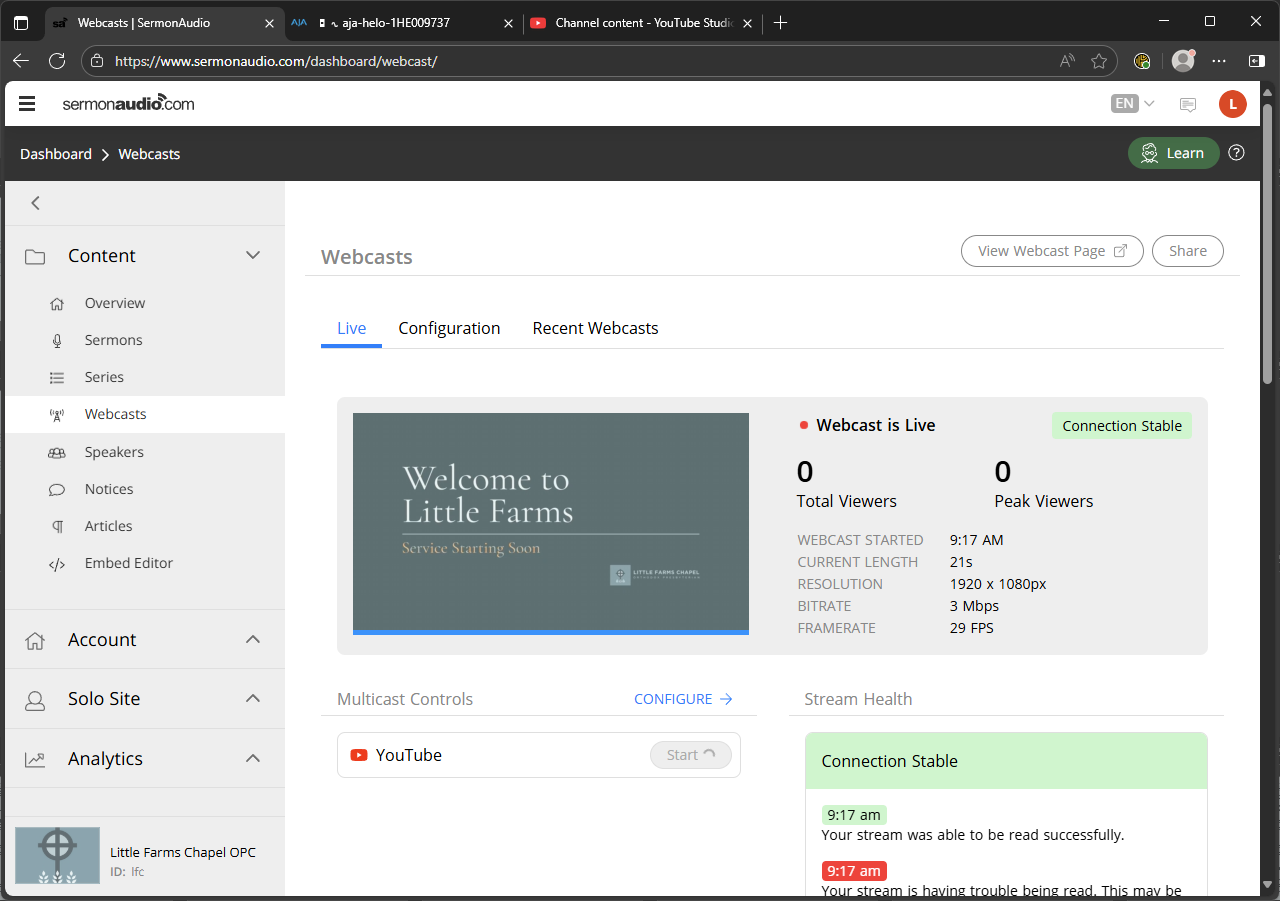 Webcasts | SermonAudio
aja-helo-1HE009737
Channel content - YouTube Studio
https://www.sermonaudio.com/dashboard/webcast/
sermonaudio.com
EN
L
Dashboard > Webcasts
Learn
Content
Overview
Sermons
Series
Webcasts
Speakers
Notices
Articles
Embed Editor
Account
Solo Site
Analytics
Little Farms Chapel OPC
ID: lfc
Webcasts
View Webcast Page
Share
Live
Configuration
Recent Webcasts
Welcome to
Little Farms
Service Starting Soon
LITTLE FARMS CHAPEL
Webcast is Live
Connection Stable
0
Total Viewers
0
Peak Viewers
WEBCAST STARTED 9:17 AM
CURRENT LENGTH 21s
RESOLUTION 1920 x 1080px
BITRATE 3 Mbps
FRAMERATE 29 FPS
Multicast Controls
CONFIGURE
YouTube
Start
Stream Health
Connection Stable
9:17 am
Your stream was able to be read successfully.
9:17 am
Your stream is having trouble being read. This may be